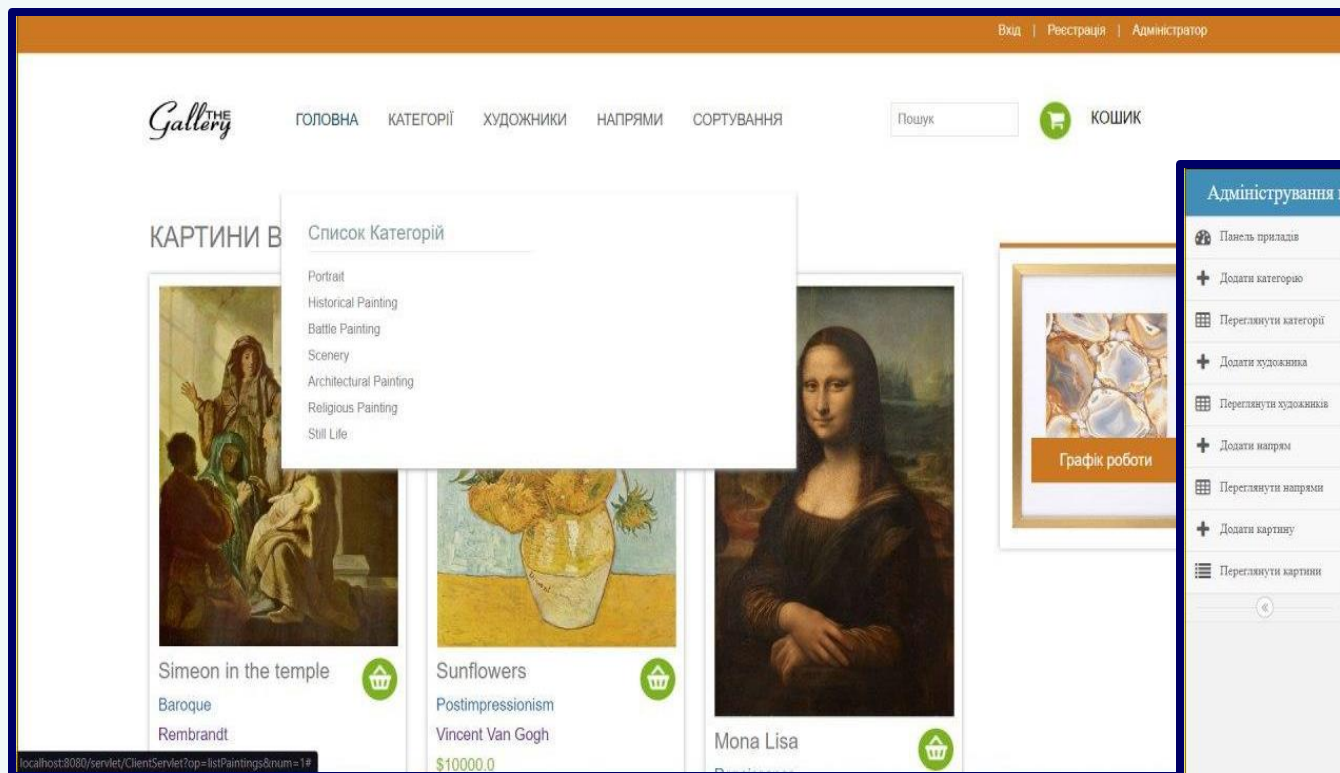 Вхід | Реєстрація | Адміністратор
THE
Gallery
ГОЛОВНА КАТЕГОРІЇ ХУДОЖНИКИ НАПРЯМИ СОРТУВАННЯ Пошук КОШИК
КАРТИНИ В
Список Категорій
Portrait
Historical Painting
Battle Painting
Scenery
Architectural Painting
Religious Painting
Still Life
Графік роботи
Simeon in the temple
Baroque
Rembrandt
Sunflowers
Postimpressionism
Vincent Van Gogh
$10000.0
Mona Lisa
localhost:8080/servlet/ClientServlet?op=listPaintings&num=1#
Адміністрування
Панель приладів
Додати категорію
Переглянути категорії
Додати художника
Переглянути художників
Додати напрям
Переглянути напрями
Додати картину
Переглянути картини